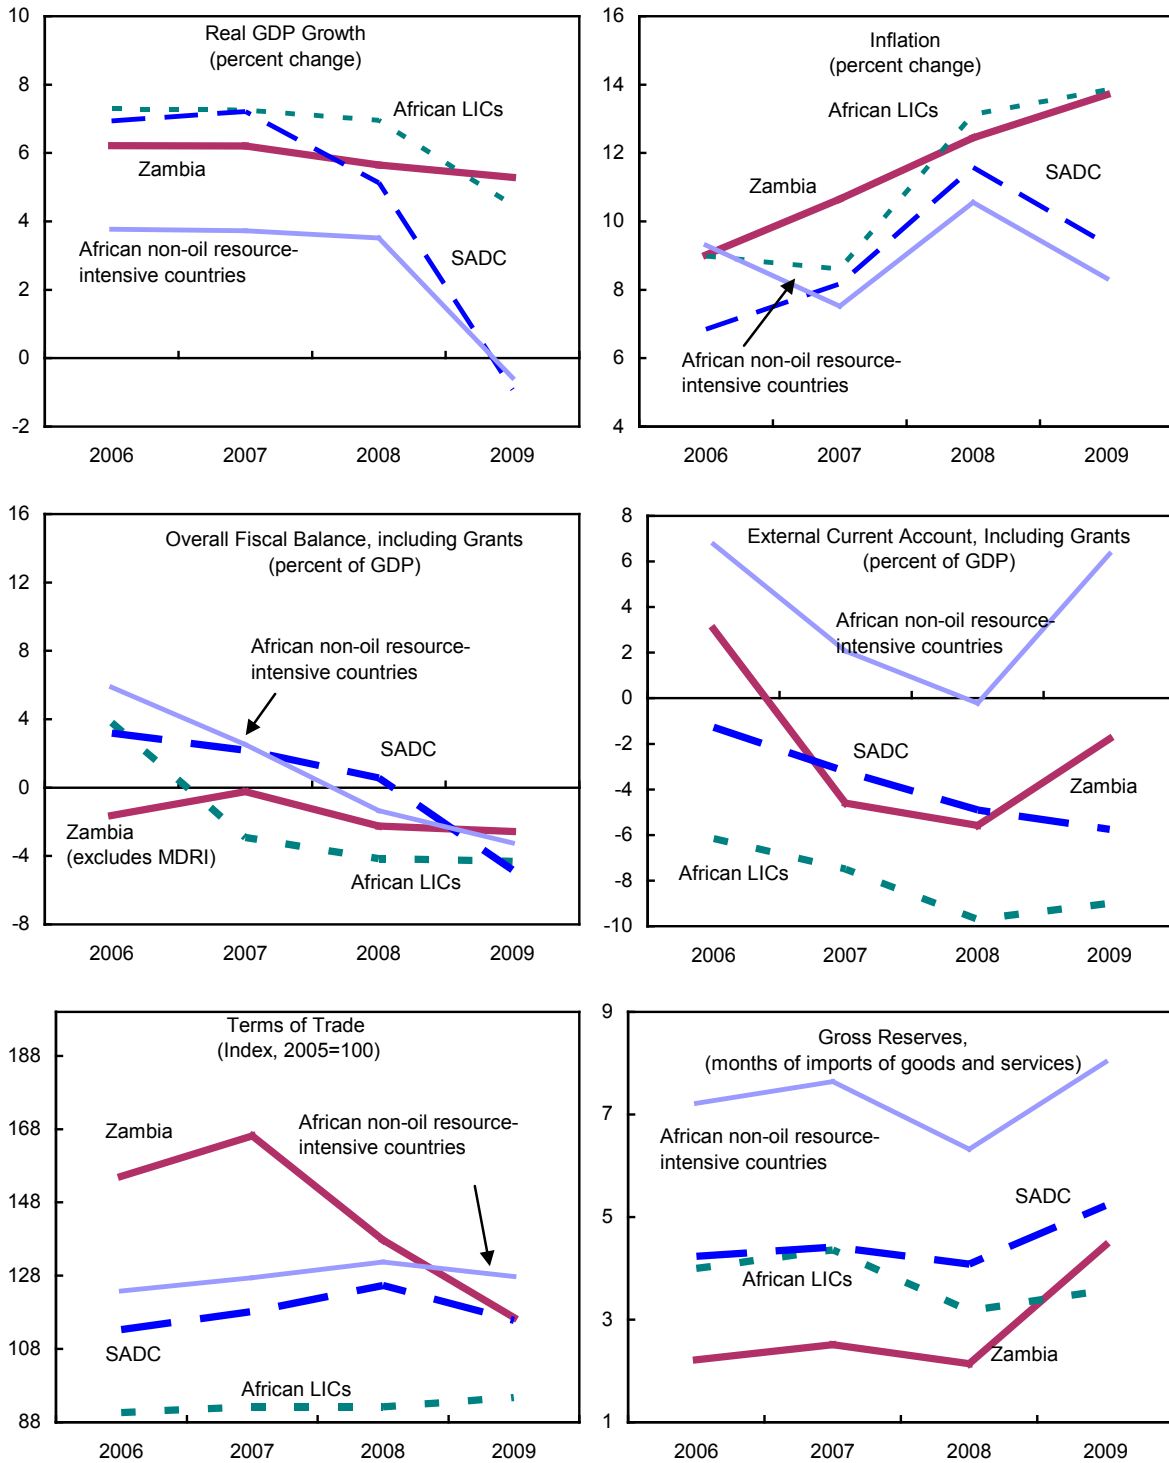 Real GDP Growth
(percent change)
10
8
6
4
2
0
-2
African LICs
Zambia
African non-oil resource-
intensive countries
SADC
2006 2007 2008 2009
Inflation
(percent change)
16
14
12
10
8
6
4
African LICs
SADC
Zambia
African non-oil resource-
intensive countries
2006 2007 2008 2009
Overall Fiscal Balance, including Grants
(percent of GDP)
16
12
8
4
0
-4
-8
African non-oil resource-
intensive countries
SADC
Zambia
(excludes MDRI)
African LICs
2006 2007 2008 2009
External Current Account, Including Grants
(percent of GDP)
8
6
4
2
0
-2
-4
-6
-8
-10
African non-oil resource-
intensive countries
SADC
Zambia
African LICs
2006 2007 2008 2009
Terms of Trade
(Index, 2005=100)
188
168
148
128
108
88
Zambia
African non-oil resource-
intensive countries
SADC
African LICs
2006 2007 2008 2009
Gross Reserves,
(months of imports of goods and services)
9
7
5
3
1
African non-oil resource-
intensive countries
SADC
African LICs
Zambia
2006 2007 2008 2009